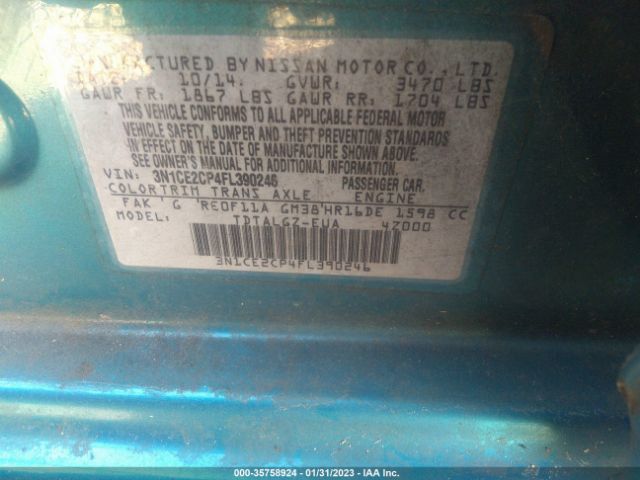 FACTURED BY NISSAN MOTOR CO., LTD.
DATE: 10/14. GVWR: 3470 LBS
GAWR FR: 1867 LBS GAWR RR: 1704 LBS
THIS VEHICLE CONFORMS TO ALL APPLICABLE FEDERAL MOTOR
VEHICLE SAFETY, BUMPER AND THEFT PREVENTION STANDARDS
IN EFFECT ON THE DATE OF MANUFACTURE SHOWN ABOVE.
SEE OWNER'S MANUAL FOR ADDITIONAL INFORMATION.
VIN: 3N1CE2CP4FL390246 PASSENGER CAR.
COLOR TRIM TRANS AXLE ENGINE
FAK G RE0F11A GM38 HR16DE 1598 CC
MODEL: TDTALGZ-EUA 4Z000
3N1CE2CP4FL390246
000-35758924 - 01/31/2023 - IAA Inc.